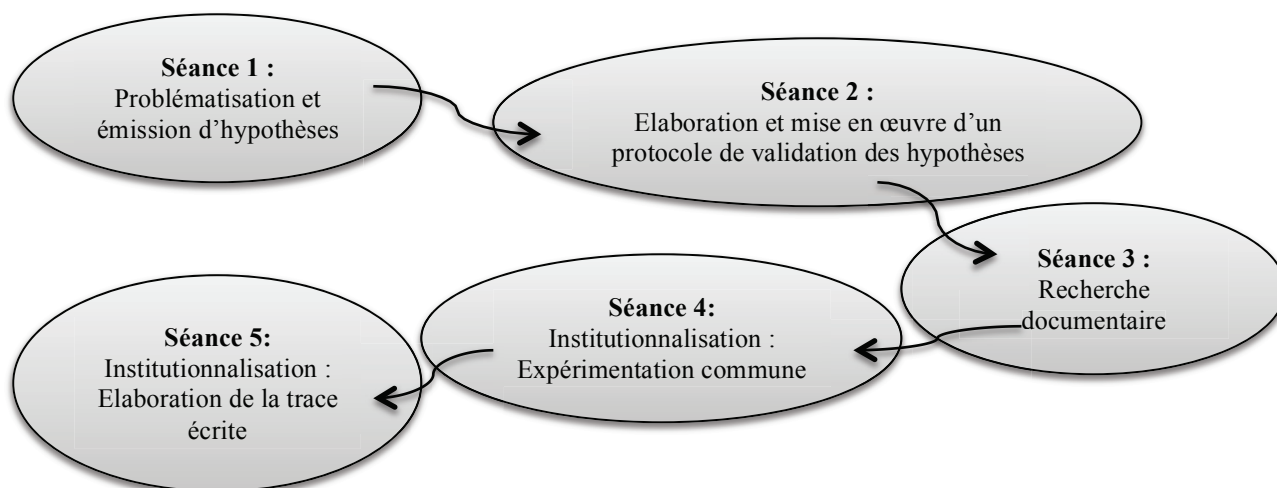 Séance 1 :
Problématisation et
émission d’hypothèses
Séance 2 :
Elaboration et mise en œuvre d’un
protocole de validation des hypothèses
Séance 3 :
Recherche
documentaire
Séance 4:
Institutionnalisation :
Expérimentation commune
Séance 5:
Institutionnalisation :
Elaboration de la trace
écrite